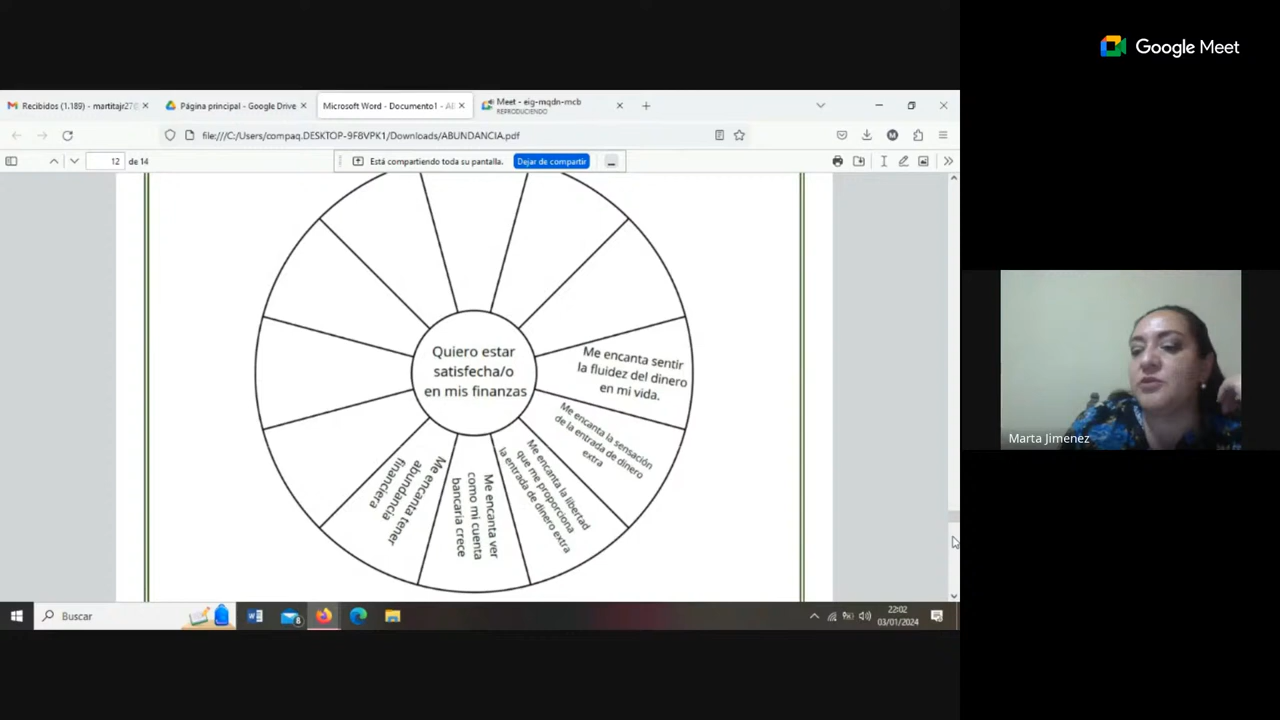 Google Meet
Recibidos (1.189) - martitajr27@
Página principal - Google Drive
Microsoft Word - Documento1 - AB
Meet - eig-mqdn-mcb
REPRODUCIENDO
file:///C:/Users/compaq.DESKTOP-9F8VPK1/Downloads/ABUNDANCIA.pdf
12 de 14
Está compartiendo toda su pantalla.
Dejar de compartir
Quiero estar
satisfecha/o
en mis finanzas
Me encanta sentir
la fluidez del dinero
en mi vida.
Me encanta la sensación
de la entrada de dinero
extra
Me encanta la libertad
que me proporciona
la entrada de dinero extra
Me encanta ver
como mi cuenta
bancaria crece
Me encanta tener
abundancia
financiera
Marta Jimenez
Buscar
8
22:02
03/01/2024